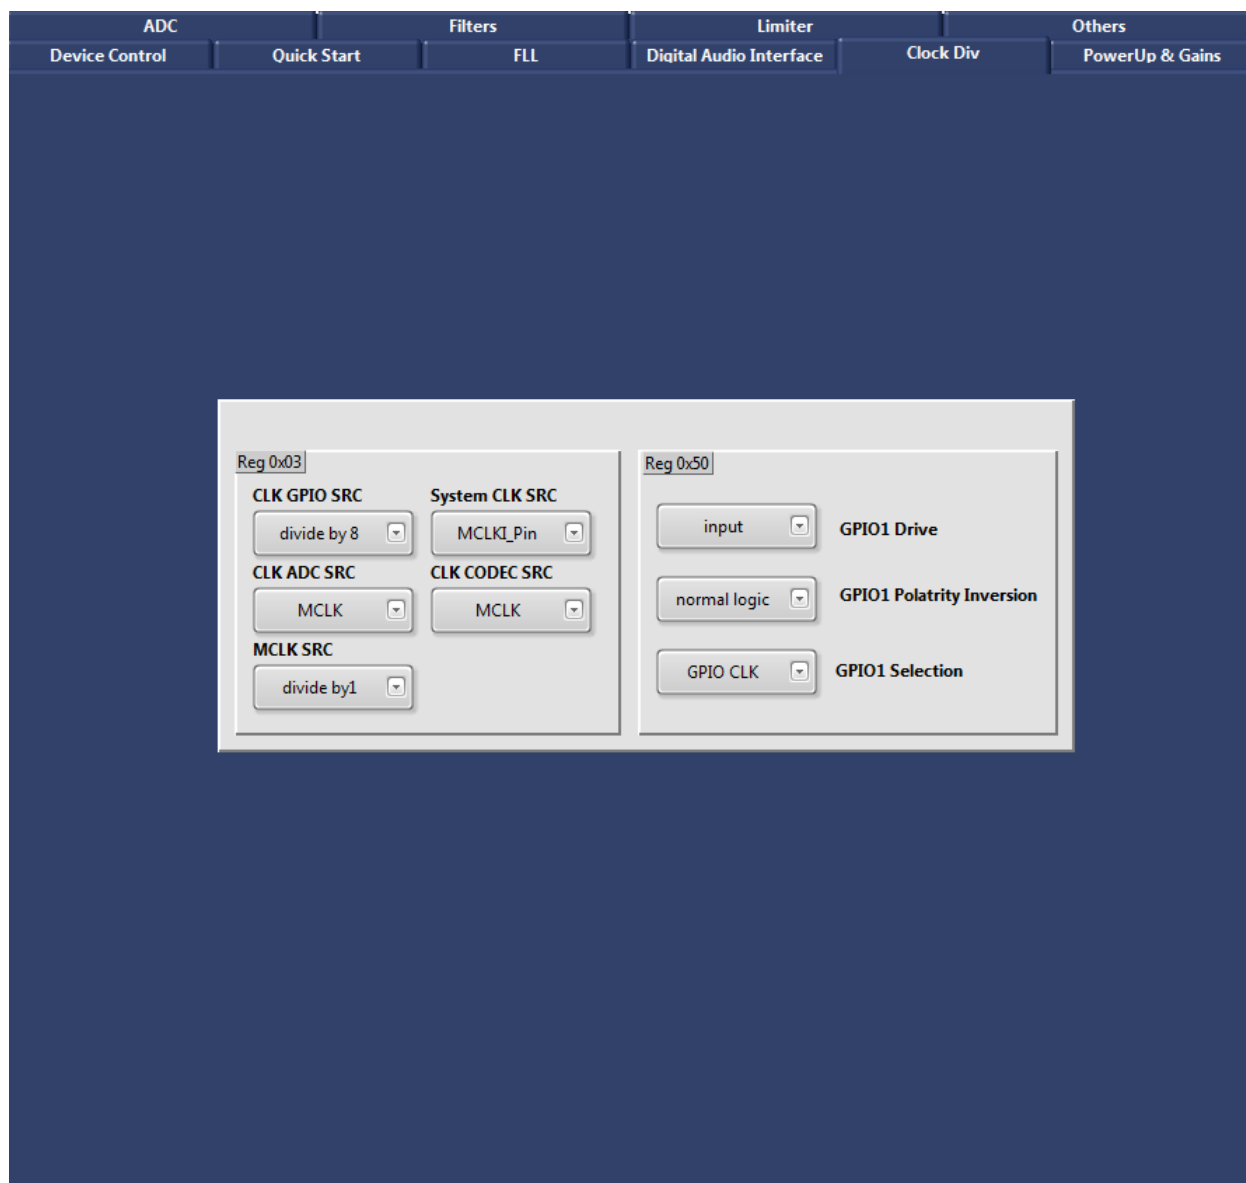 ADC Filters Limiter Others
Device Control Quick Start FLL Digital Audio Interface Clock Div PowerUp & Gains
Reg 0x03
CLK GPIO SRC System CLK SRC
divide by 8 MCLKI_Pin
CLK ADC SRC CLK CODEC SRC
MCLK MCLK
MCLK SRC
divide by1
Reg 0x50
input GPIO1 Drive
normal logic GPIO1 Polatrity Inversion
GPIO CLK GPIO1 Selection